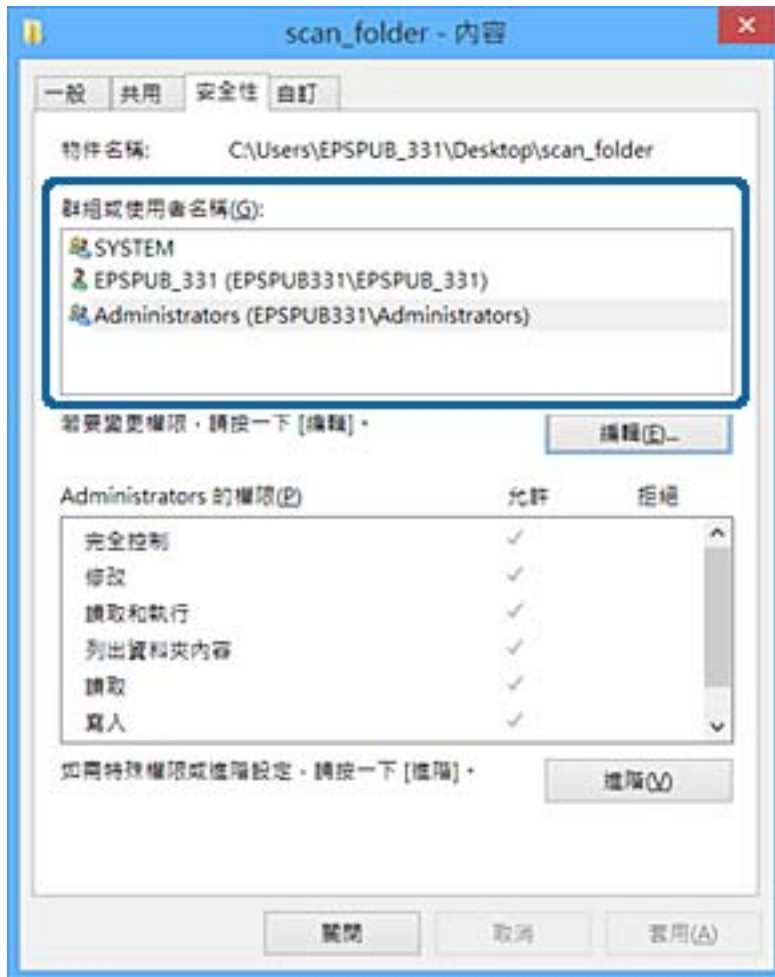 scan_folder - 內容
一般 共用 安全性 自訂
物件名稱: C:\Users\EPSPUB_331\Desktop\scan_folder
群組或使用者名稱(G):
SYSTEM
EPSPUB_331 (EPSPUB331\EPSPUB_331)
Administrators (EPSPUB331\Administrators)
若要變更權限，請按一下 [編輯]。
編輯(E)...
Administrators 的權限(P) 允許 拒絕
完全控制
修改
讀取和執行
列出資料夾內容
讀取
寫入
如需特殊權限或進階設定，請按一下 [進階]。
進階(V)
關閉 取消 套用(A)